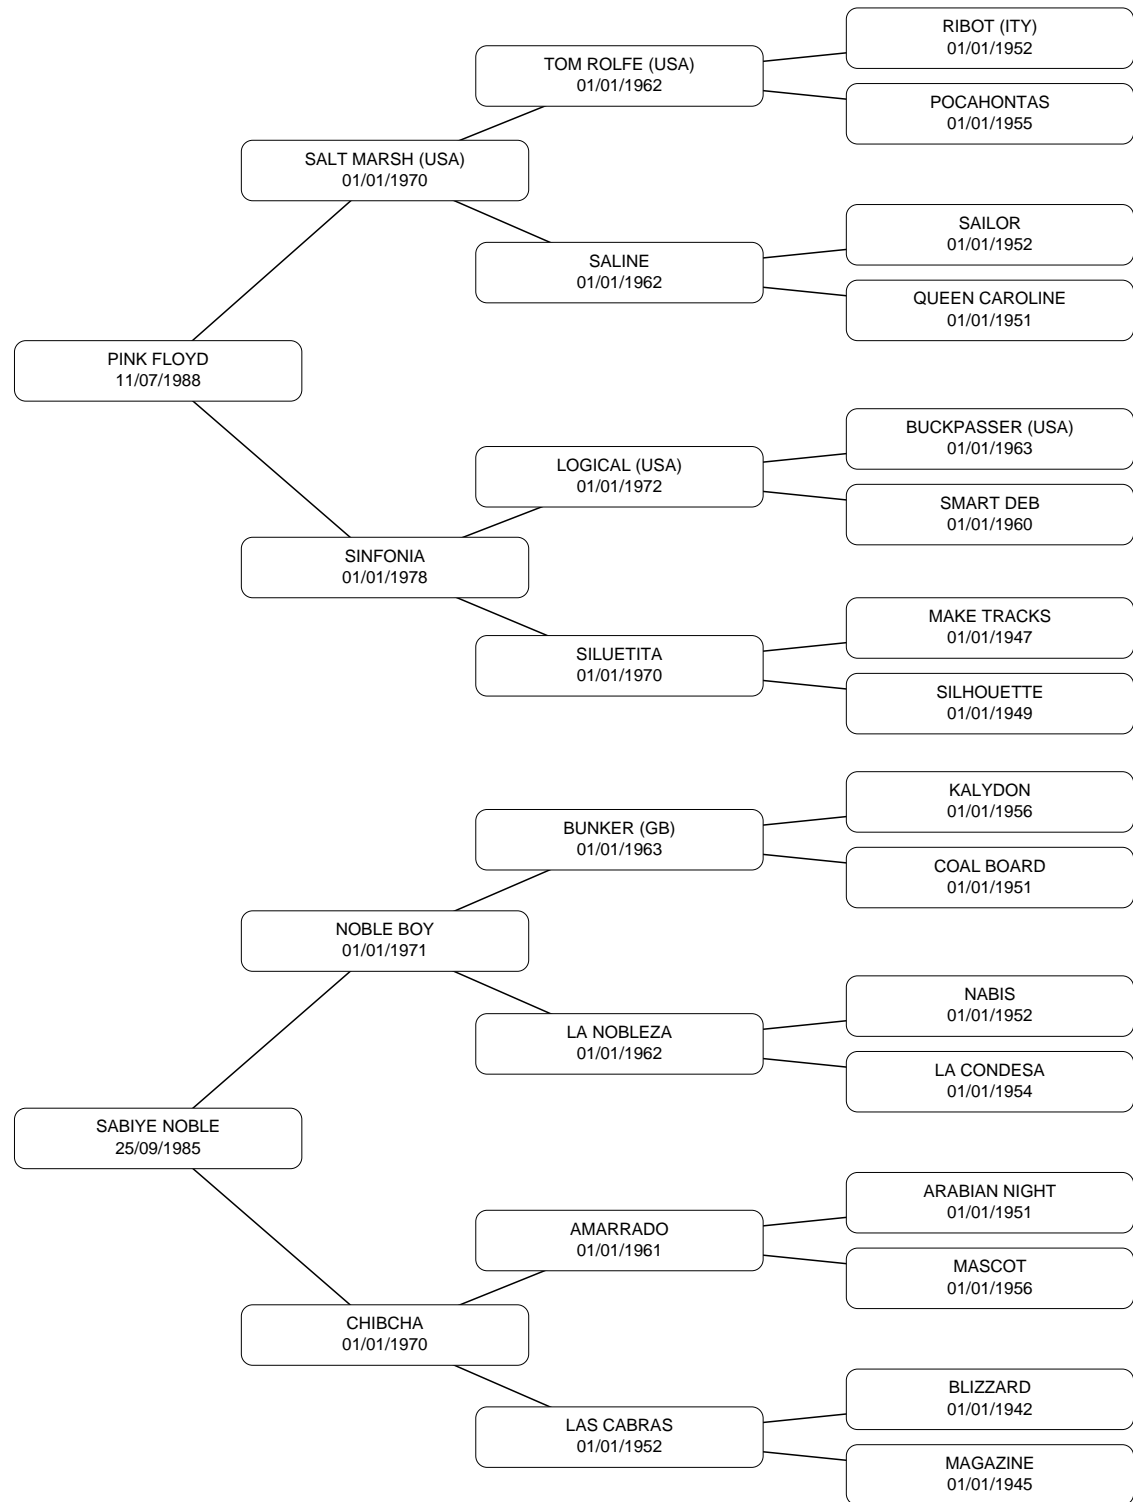 RIBOT (ITY)
01/01/1952
TOM ROLFE (USA)
01/01/1962
POCAHONTAS
01/01/1955
SALT MARSH (USA)
01/01/1970
SAILOR
01/01/1952
SALINE
01/01/1962
QUEEN CAROLINE
01/01/1951
PINK FLOYD
11/07/1988
BUCKPASSER (USA)
01/01/1963
LOGICAL (USA)
01/01/1972
SMART DEB
01/01/1960
SINFONIA
01/01/1978
MAKE TRACKS
01/01/1947
SILUETITA
01/01/1970
SILHOUETTE
01/01/1949
KALYDON
01/01/1956
BUNKER (GB)
01/01/1963
COAL BOARD
01/01/1951
NOBLE BOY
01/01/1971
NABIS
01/01/1952
LA NOBLEZA
01/01/1962
LA CONDESA
01/01/1954
SABIYE NOBLE
25/09/1985
ARABIAN NIGHT
01/01/1951
AMARRADO
01/01/1961
MASCOT
01/01/1956
CHIBCHA
01/01/1970
BLIZZARD
01/01/1942
LAS CABRAS
01/01/1952
MAGAZINE
01/01/1945